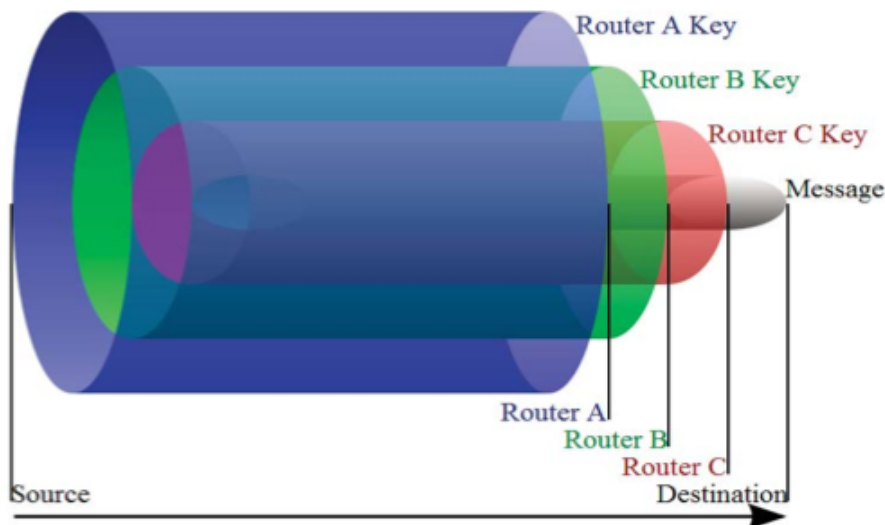 Router A Key
Router B Key
Router C Key
Message
Router A
Router B
Router C
Source
Destination